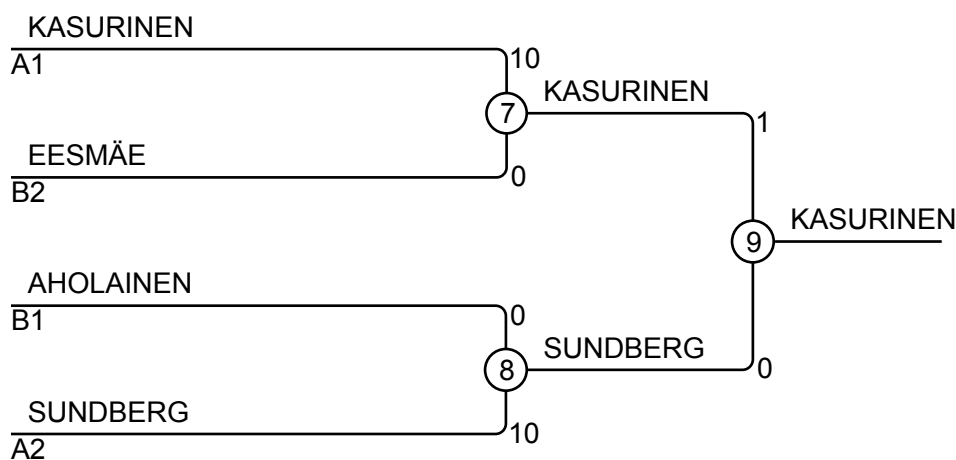 KASURINEN
A1
10
7
KASURINEN
1
EESMÄE
B2
0
9
KASURINEN
AHOLAINEN
B1
0
8
SUNDBERG
0
SUNDBERG
A2
10